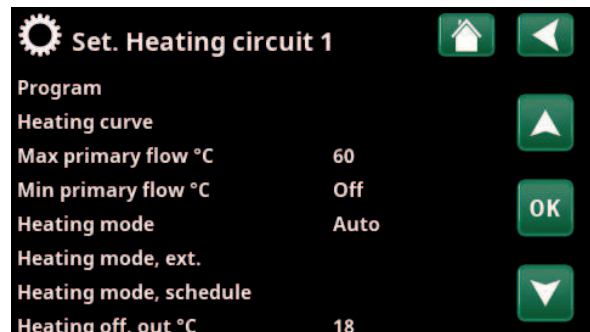 Set. Heating circuit 1
Program
Heating curve
Max primary flow °C 60
Min primary flow °C Off
Heating mode Auto
OK
Heating mode, ext.
Heating mode, schedule
Heating off, out °C 18